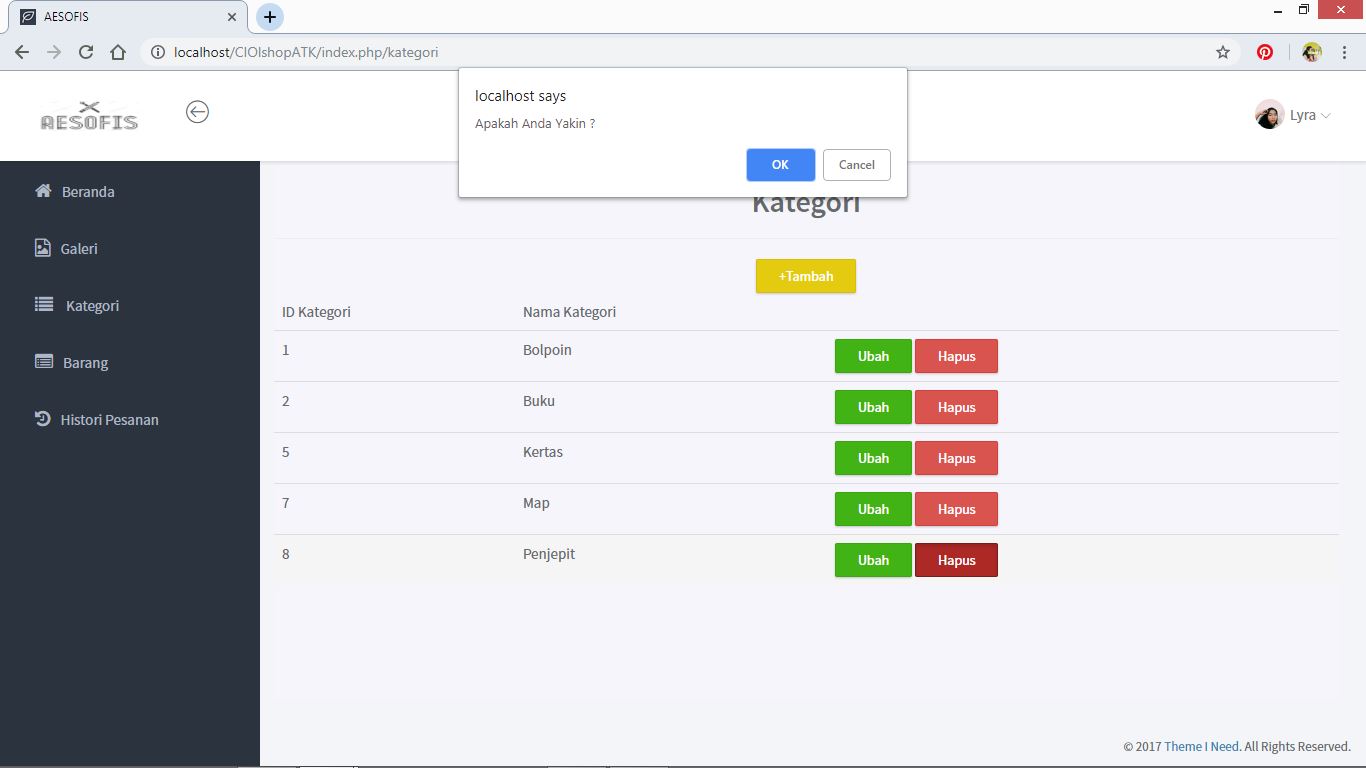 AESOFIS
localhost/CIOlshopATK/index.php/kategori
localhost says
Apakah Anda Yakin ?
OK Cancel
AESOFIS
Lyra
Beranda
Galeri
Kategori
Barang
Histori Pesanan
Kategori
+Tambah
ID Kategori Nama Kategori
1 Bolpoin Ubah Hapus
2 Buku Ubah Hapus
5 Kertas Ubah Hapus
7 Map Ubah Hapus
8 Penjepit Ubah Hapus
© 2017 Theme I Need. All Rights Reserved.